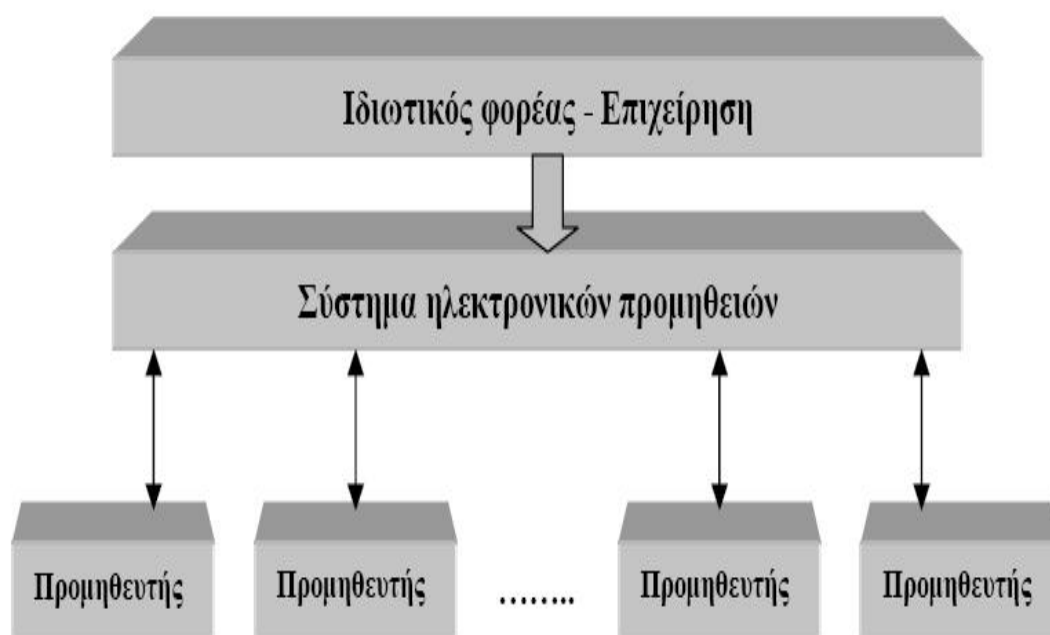 Ιδιωτικός φορέας - Επιχείρηση
Σύστημα ηλεκτρονικών προμηθειών
Προμηθευτής Προμηθευτής ........ Προμηθευτής Προμηθευτής